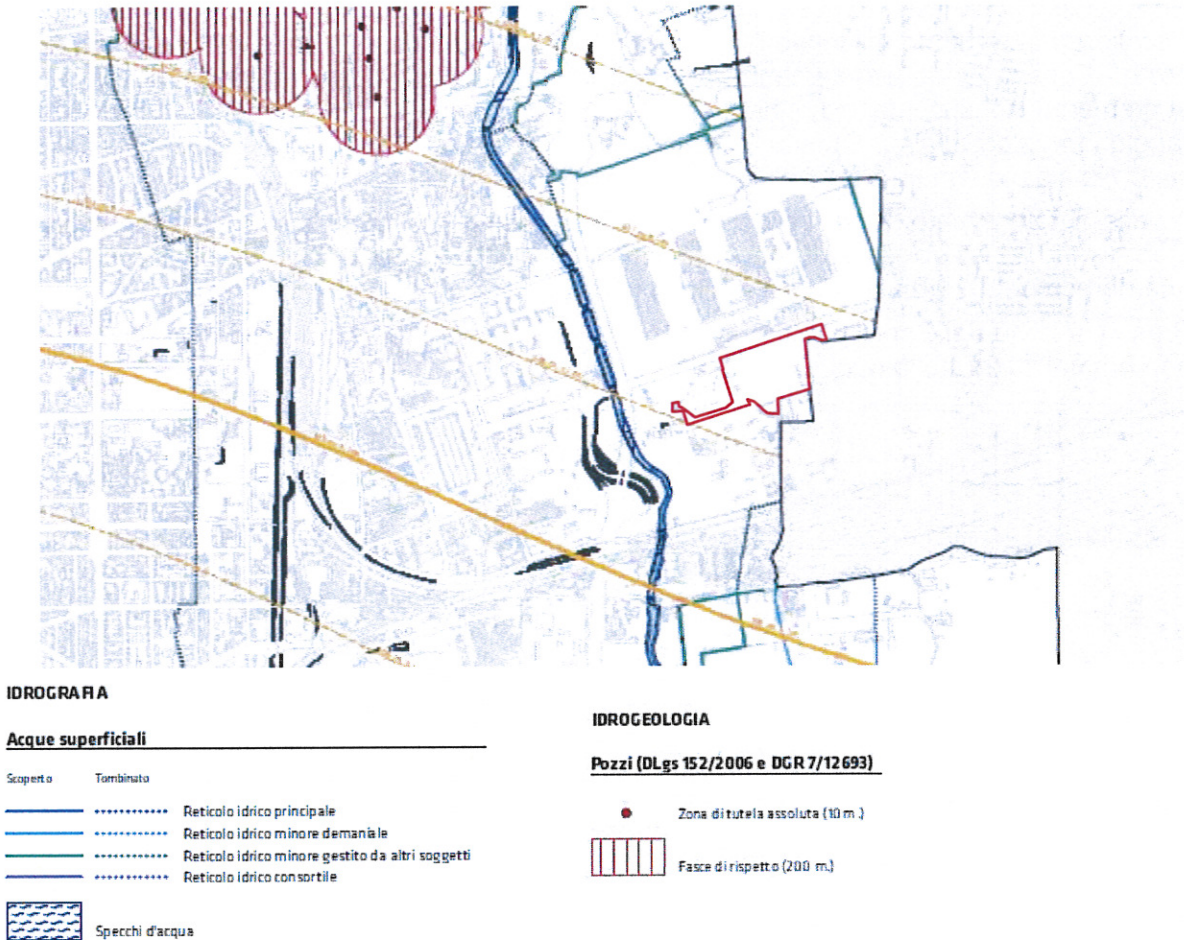 IDROGRAFIA
Acque superficiali
Scoperto Tombinato
Reticolo idrico principale
Reticolo idrico minore demaniale
Reticolo idrico minore gestito da altri soggetti
Reticolo idrico consortile
Specchi d'acqua
IDROGEOLOGIA
Pozzi (DLgs 152/2006 e DGR 7/12693)
Zona di tutela assoluta (10 m.)
Fasce di rispetto (200 m.)